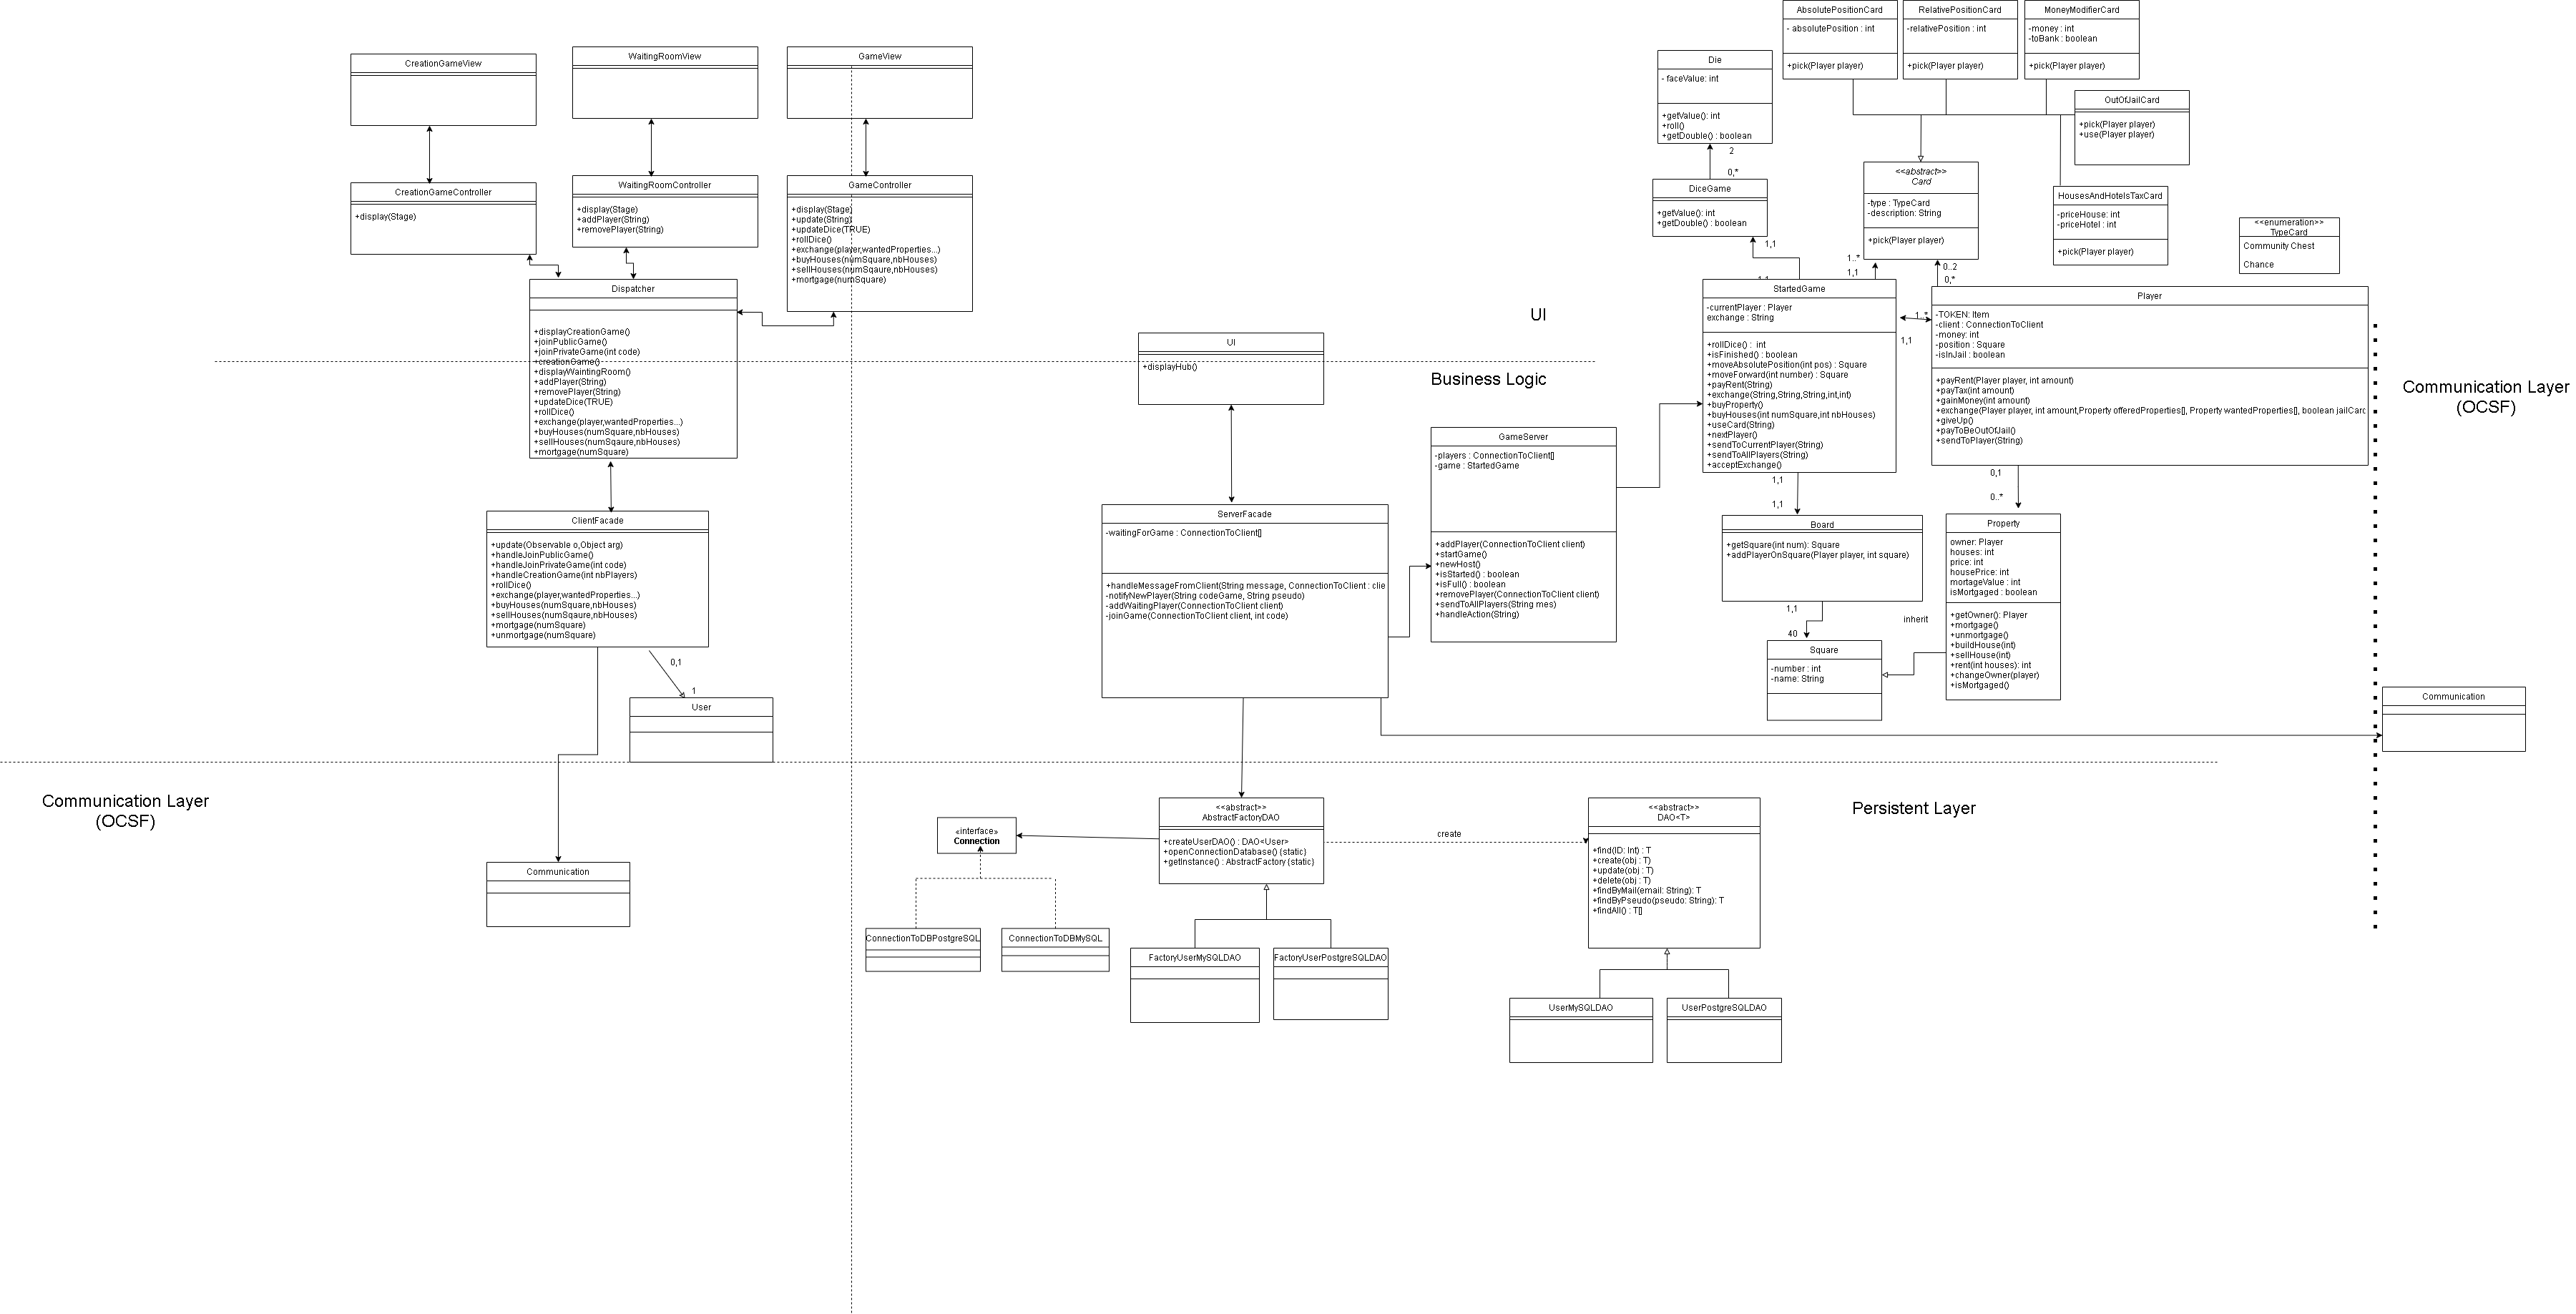 CreationGameView
WaitingRoomView
GameView
CreationGameController
+display(Stage)
WaitingRoomController
+display(Stage)
+addPlayer(String)
+removePlayer(String)
GameController
+display(Stage)
+update(String)
+updateDice(TRUE)
+rollDice()
+exchange(player,wantedProperties...)
+buyHouses(numSquare,nbHouses)
+sellHouses(numSqaure,nbHouses)
+mortgage(numSquare)
Dispatcher
+displayCreationGame()
+joinPublicGame()
+joinPrivateGame(int code)
+creationGame()
+displayWaintingRoom()
+addPlayer(String)
+removePlayer(String)
+updateDice(TRUE)
+rollDice()
+exchange(player,wantedProperties...)
+buyHouses(numSquare,nbHouses)
+sellHouses(numSqaure,nbHouses)
+mortgage(numSquare)
ClientFacade
+update(Observable o,Object arg)
+handleJoinPublicGame()
+handleJoinPrivateGame(int code)
+handleCreationGame(int nbPlayers)
+rollDice()
+exchange(player,wantedProperties...)
+buyHouses(numSquare,nbHouses)
+sellHouses(numSqaure,nbHouses)
+mortgage(numSquare)
+unmortgage(numSquare)
0,1
1
User
Communication Layer
(OCSF)
Communication
UI
Business Logic
UI
+displayHub()
ServerFacade
-waitingForGame : ConnectionToClient[]
+handleMessageFromClient(String message, ConnectionToClient : clie
-notifyNewPlayer(String codeGame, String pseudo)
-addWaitingPlayer(ConnectionToClient client)
-joinGame(ConnectionToClient client, int code)
GameServer
-players : ConnectionToClient[]
-game : StartedGame
+addPlayer(ConnectionToClient client)
+startGame()
+newHost()
+isStarted() : boolean
+isFull() : boolean
+removePlayer(ConnectionToClient client)
+sendToAllPlayers(String mes)
+handleAction(String)
Die
- faceValue: int
+getValue(): int
+roll()
+getDouble() : boolean
2
0,*
DiceGame
+getValue(): int
+getDouble() : boolean
1,1
1,1
AbsolutePositionCard
- absolutePosition : int
+pick(Player player)
RelativePositionCard
-relativePosition : int
+pick(Player player)
MoneyModifierCard
-money : int
-toBank : boolean
+pick(Player player)
OutOfJailCard
+pick(Player player)
+use(Player player)
<<abstract>>
Card
-type : TypeCard
-description: String
+pick(Player player)
HousesAndHotelsTaxCard
-priceHouse: int
-priceHotel : int
+pick(Player player)
<<enumeration>>
TypeCard
Community Chest
Chance
1..*
1,1
0..2
0,*
StartedGame
-currentPlayer : Player
exchange : String
+rollDice() : int
+isFinished() : boolean
+moveAbsolutePosition(int pos) : Square
+moveForward(int number) : Square
+payRent(String)
+exchange(String,String,String,int,int)
+buyProperty()
+buyHouses(int numSquare,int nbHouses)
+useCard(String)
+nextPlayer()
+sendToCurrentPlayer(String)
+sendToAllPlayers(String)
+acceptExchange()
1..*
1,1
Player
-TOKEN: Item
-client : ConnectionToClient
-money: int
-position : Square
-isInJail : boolean
+payRent(Player player, int amount)
+payTax(int amount)
+gainMoney(int amount)
+exchange(Player player, int amount,Property offeredProperties[], Property wantedProperties[], boolean jailCarc
+giveUp()
+payToBeOutOfJail()
+sendToPlayer(String)
Communication Layer
(OCSF)
1,1
1,1
Board
+getSquare(int num): Square
+addPlayerOnSquare(Player player, int square)
1,1
40
Square
-number : int
-name: String
inherit
0,1
0..*
Property
owner: Player
houses: int
price: int
housePrice: int
mortageValue : int
isMortgaged : boolean
+getOwner(): Player
+mortgage()
+unmortgage()
+buildHouse(int)
+sellHouse(int)
+rent(int houses): int
+changeOwner(player)
+isMortgaged()
Communication
Persistent Layer
«interface»
Connection
ConnectionToDBPostgreSQL
ConnectionToDBMySQL
<<abstract>>
AbstractFactoryDAO
+createUserDAO() : DAO<User>
+openConnectionDatabase() {static}
+getInstance() : AbstractFactory {static}
create
FactoryUserMySQLDAO
FactoryUserPostgreSQLDAO
<<abstract>>
DAO<T>
+find(ID: Int) : T
+create(obj : T)
+update(obj : T)
+delete(obj : T)
+findByMail(email: String): T
+findByPseudo(pseudo: String): T
+findAll() : T[]
UserMySQLDAO
UserPostgreSQLDAO